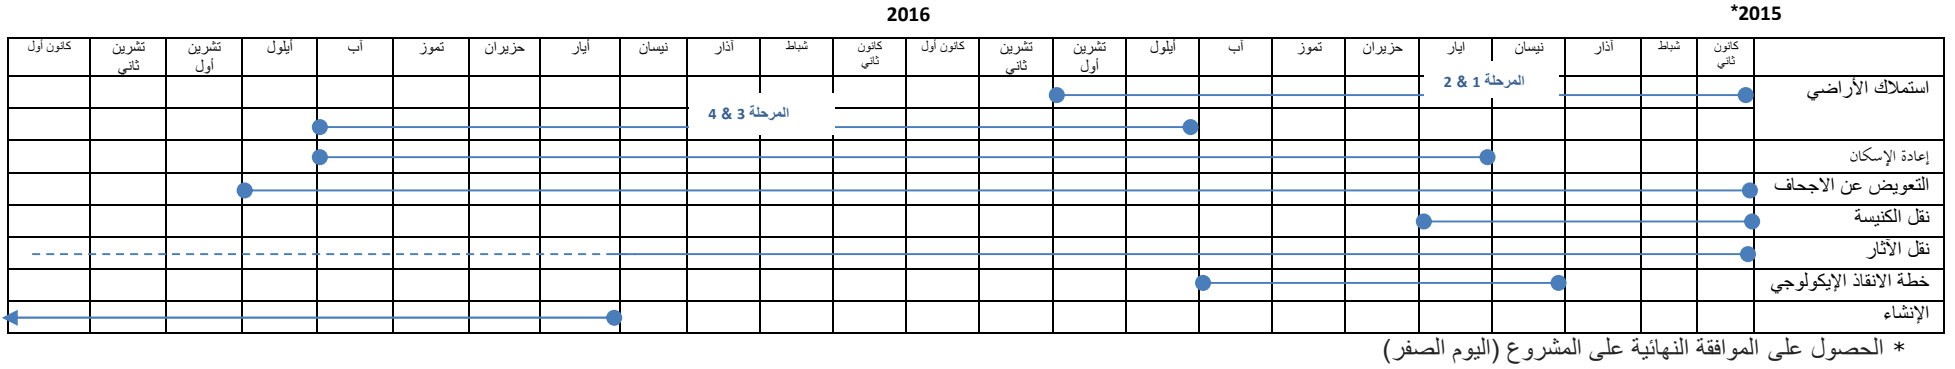 2015*
2016
كانون ثاني
شباط
آذار
نيسان
ايار
حزيران
تموز
آب
أيلول
تشرين أول
تشرين ثاني
كانون أول
كانون ثاني
شباط
آذار
نيسان
أيار
حزيران
تموز
آب
أيلول
تشرين أول
تشرين ثاني
كانون أول
استملاك الأراضي
المرحلة 1 & 2
المرحلة 3 & 4
إعادة الإسكان
التعويض عن الاجحاف
نقل الكنيسة
نقل الآثار
خطة الانقاذ الإيكولوجي
الإنشاء
* الحصول على الموافقة النهائية على المشروع (اليوم الصفر)